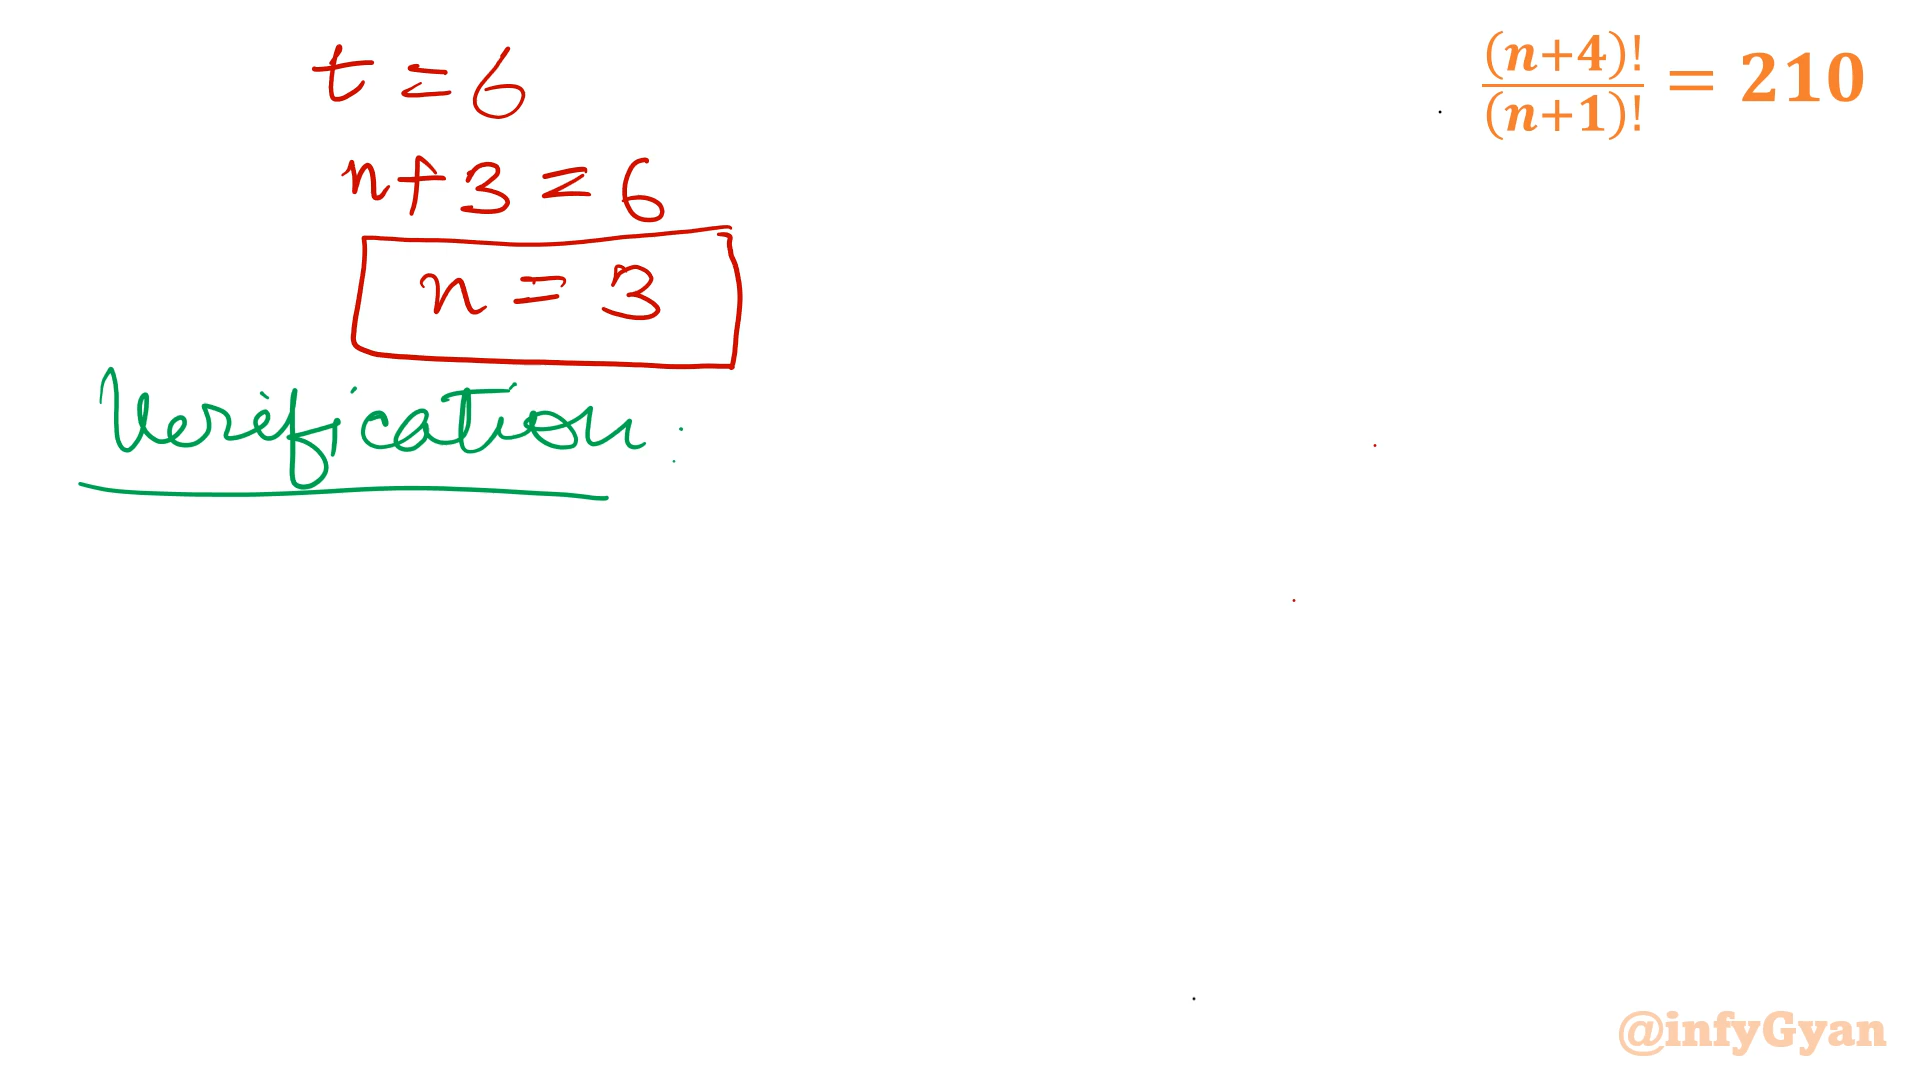 t = 6
n + 3 = 6
n = 3
Verification :
(n+4)!
(n+1)! = 210
@infyGyan